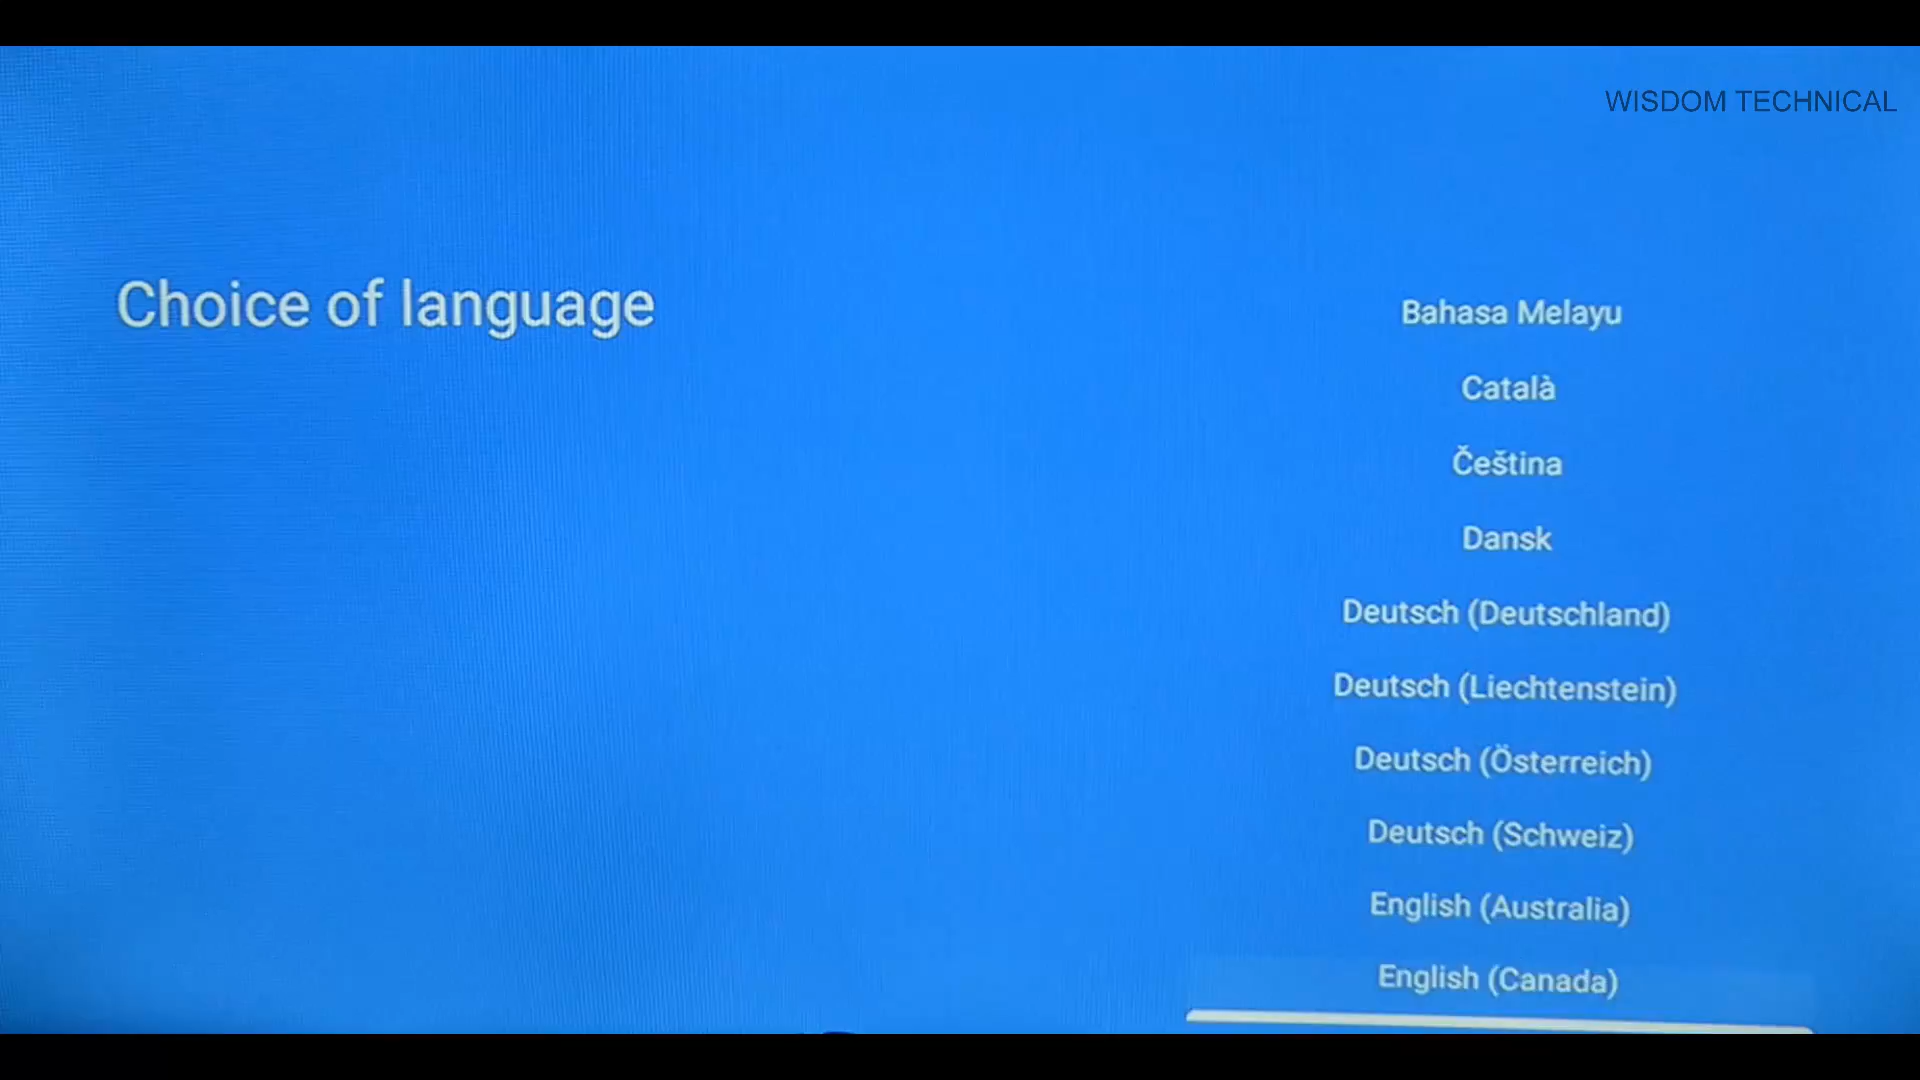 WISDOM TECHNICAL
Choice of language
Bahasa Melayu
Català
Čeština
Dansk
Deutsch (Deutschland)
Deutsch (Liechtenstein)
Deutsch (Österreich)
Deutsch (Schweiz)
English (Australia)
English (Canada)